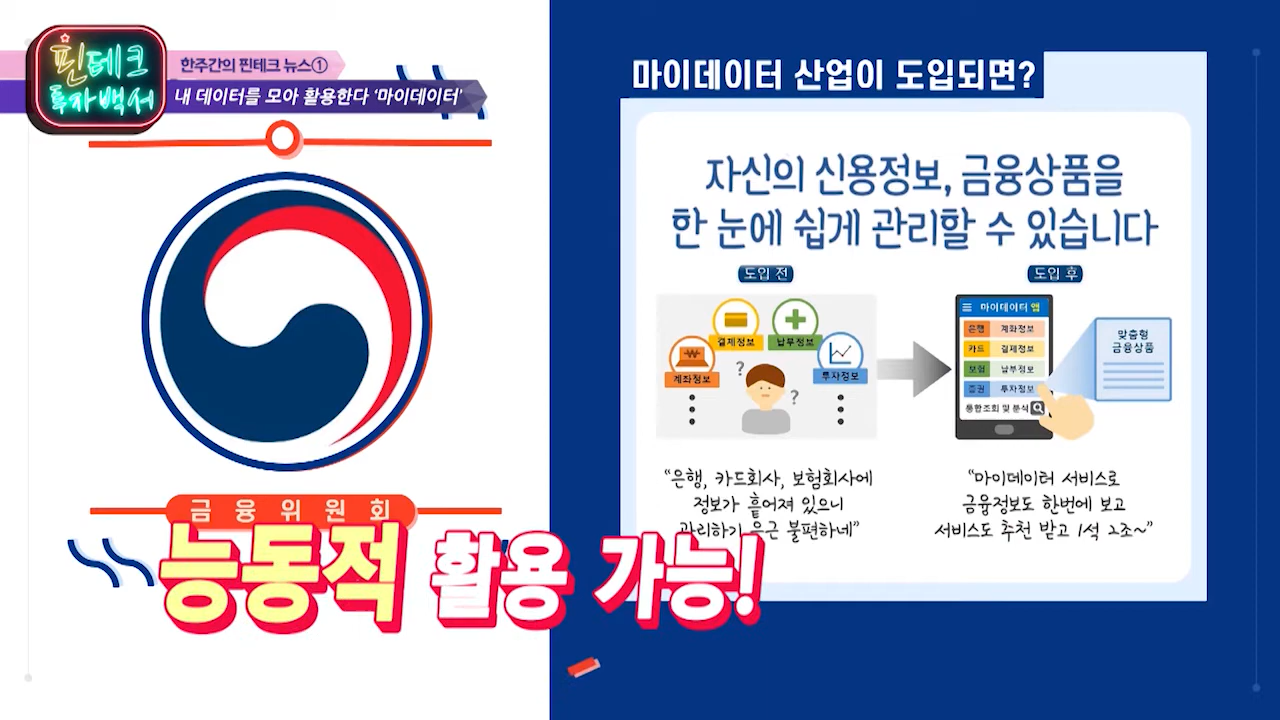 핀테크
투자백서
한주간의 핀테크 뉴스①
내 데이터를 모아 활용한다 '마이데이터'
금융위원회
능동적 활용 가능!
마이데이터 산업이 도입되면?
자신의 신용정보, 금융상품을
한 눈에 쉽게 관리할 수 있습니다
도입 전
결제정보
납부정보
계좌정보
투자정보
?
?
"은행, 카드회사, 보험회사에
정보가 흩어져 있으니
관리하기 은근 불편하네"
도입 후
마이데이터 앱
은행 계좌정보
카드 결제정보
보험 납부정보
증권 투자정보
통합조회 및 분석
맞춤형
금융상품
"마이데이터 서비스로
금융정보도 한번에 보고
서비스도 추천 받고 1석 2조~"